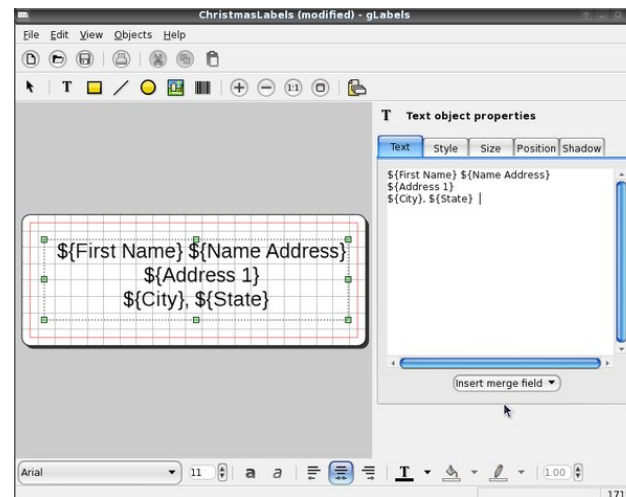 ChristmasLabels (modified) - gLabels
File Edit View Objects Help
T 1:1
T Text object properties
Text Style Size Position Shadow
${First Name} ${Name Address}
${Address 1}
${City}, ${State}
${First Name} ${Name Address}
${Address 1}
${City}, ${State}
Insert merge field
Arial 11 a a T 1.00
171